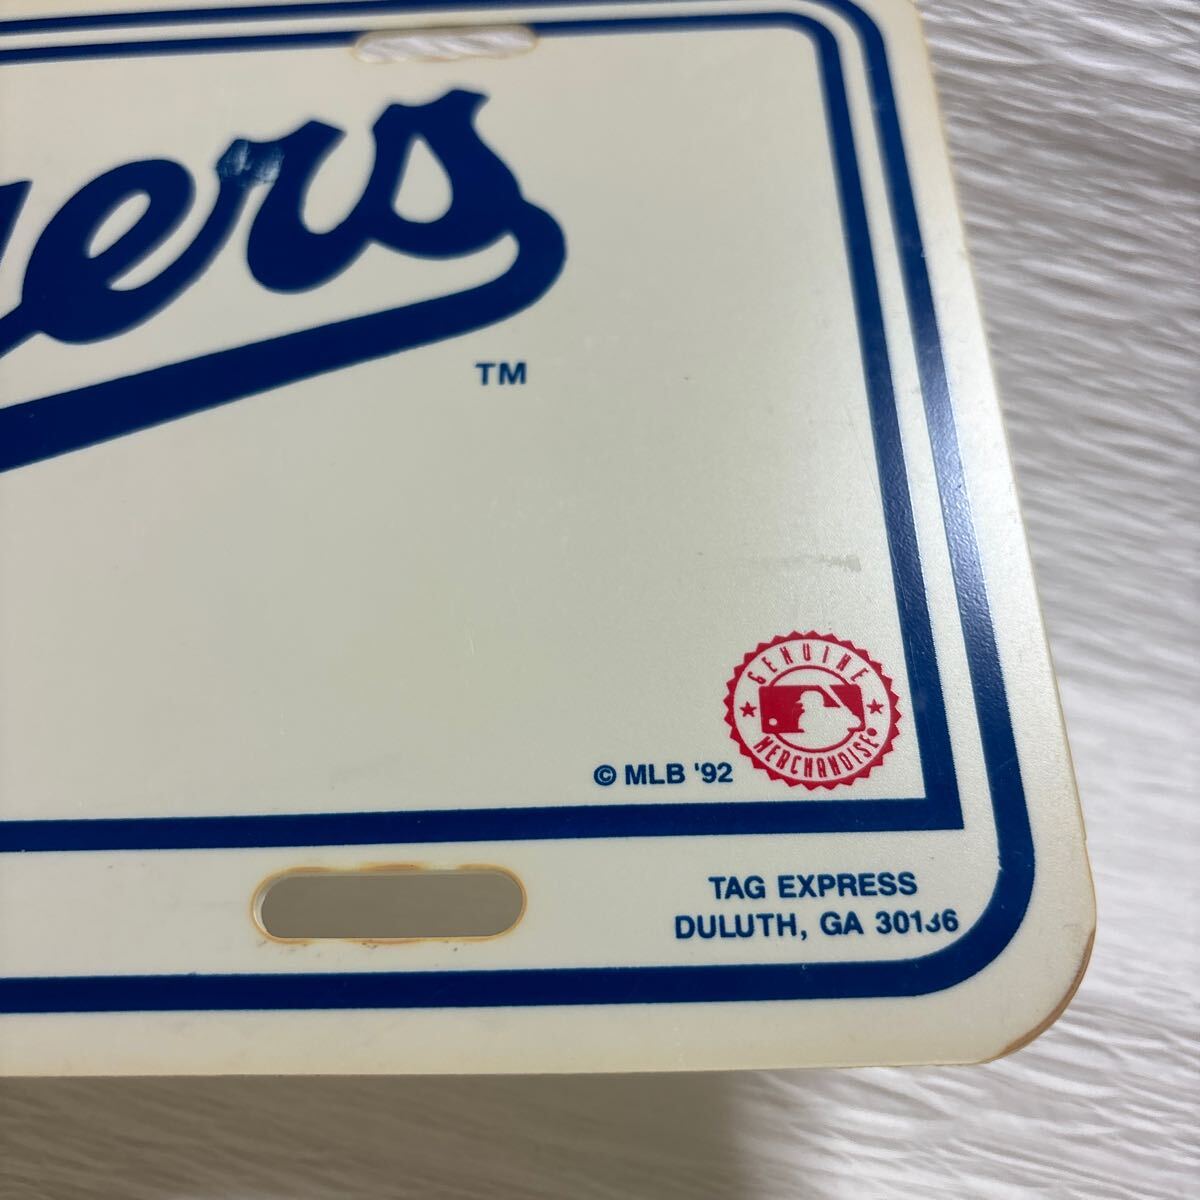 gers
TM
GENUINE
MERCHANDISE
© MLB '92
TAG EXPRESS
DULUTH, GA 30136